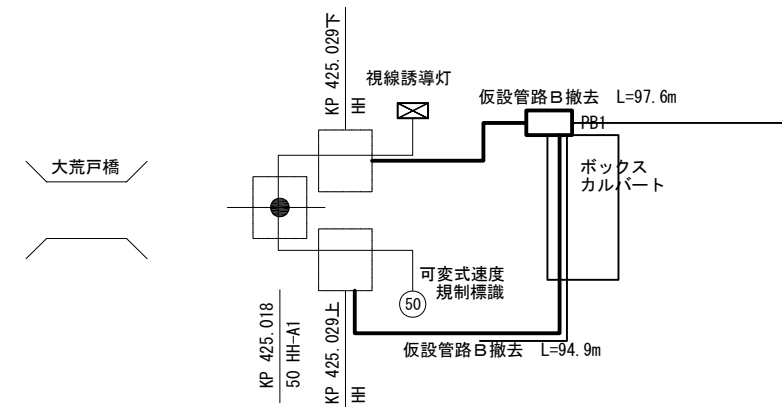 KP 425.029下
HH
視線誘導灯
仮設管路Ｂ撤去 L=97.6m
PB1
大荒戸橋
ボックス
カルバート
可変式速度
規制標識
50
KP 425.018
50 HH-A1
KP 425.029上
HH
仮設管路Ｂ撤去 L=94.9m